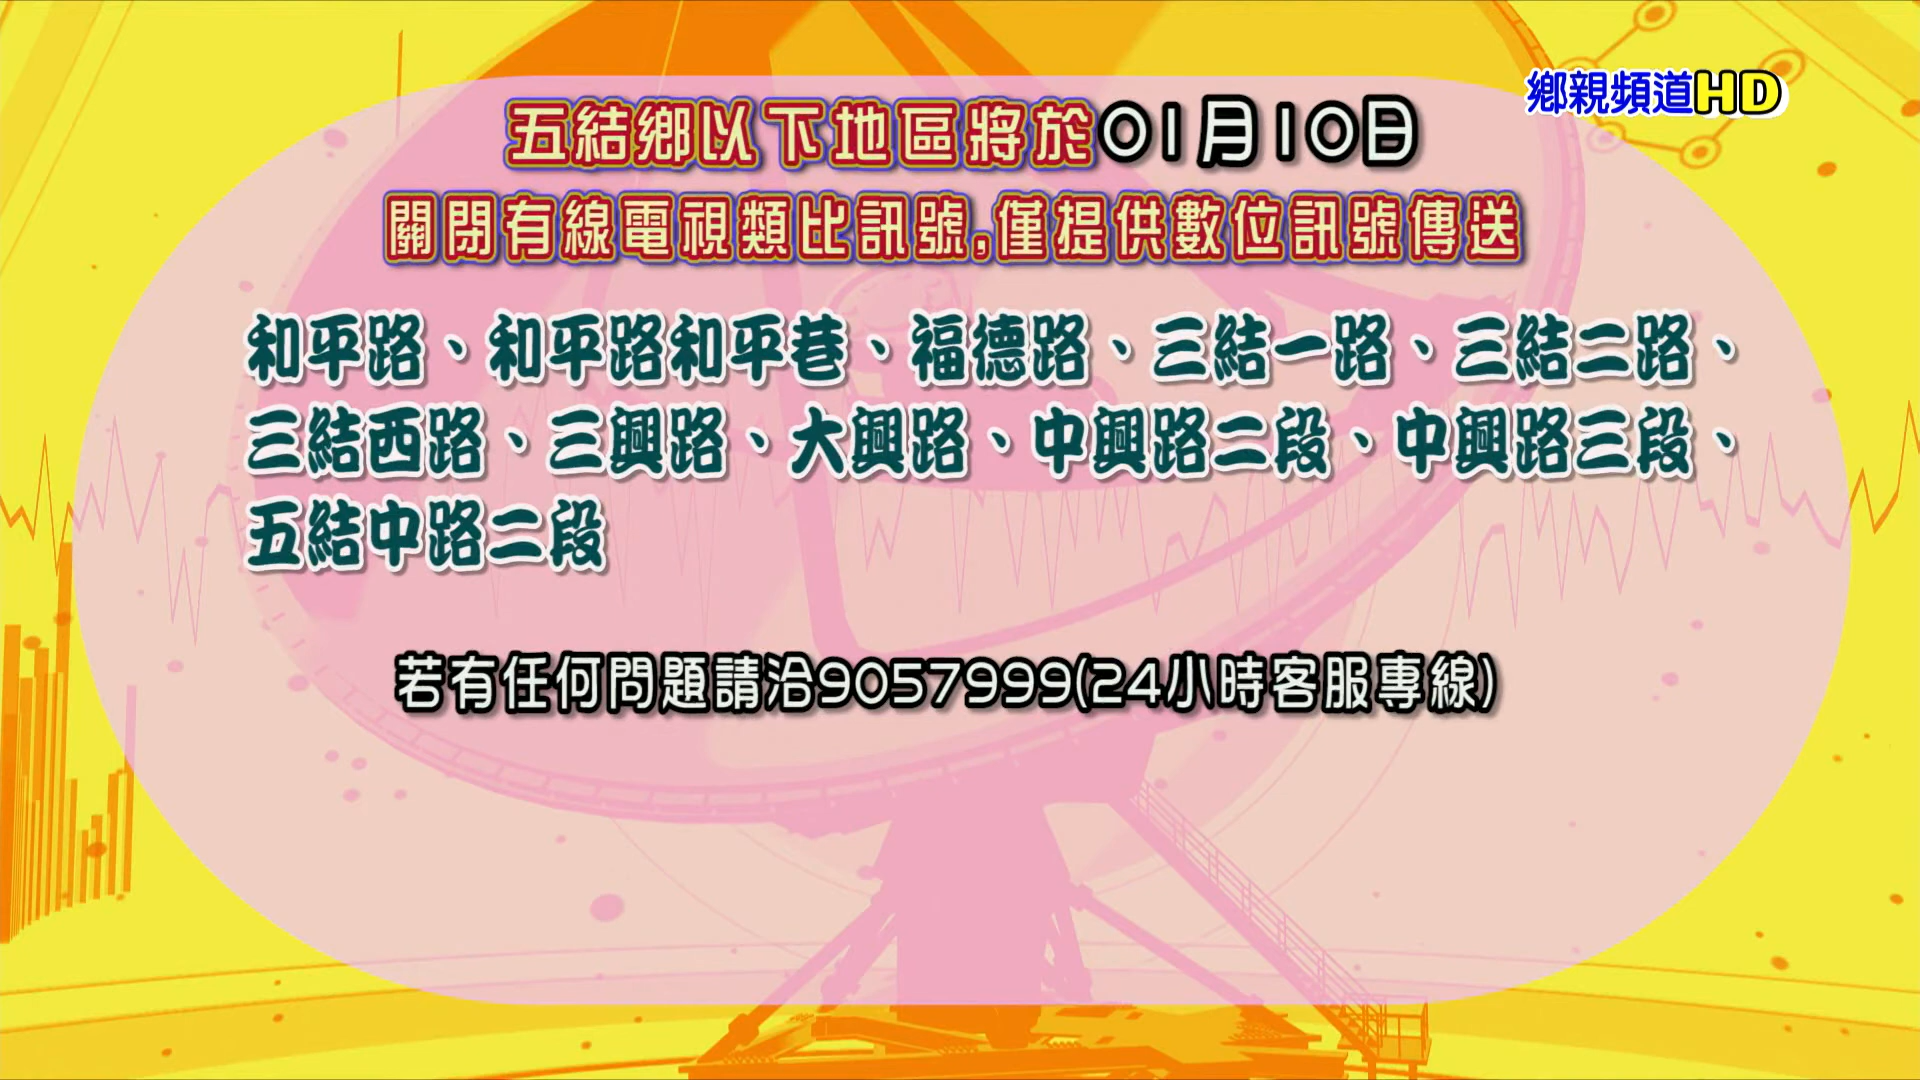 鄉親頻道HD
五結鄉以下地區將於01月10日
關閉有線電視類比訊號,僅提供數位訊號傳送
和平路、和平路和平巷、福德路、三結一路、三結二路、
三結西路、三興路、大興路、中興路二段、中興路三段、
五結中路二段
若有任何問題請洽9057999(24小時客服專線)